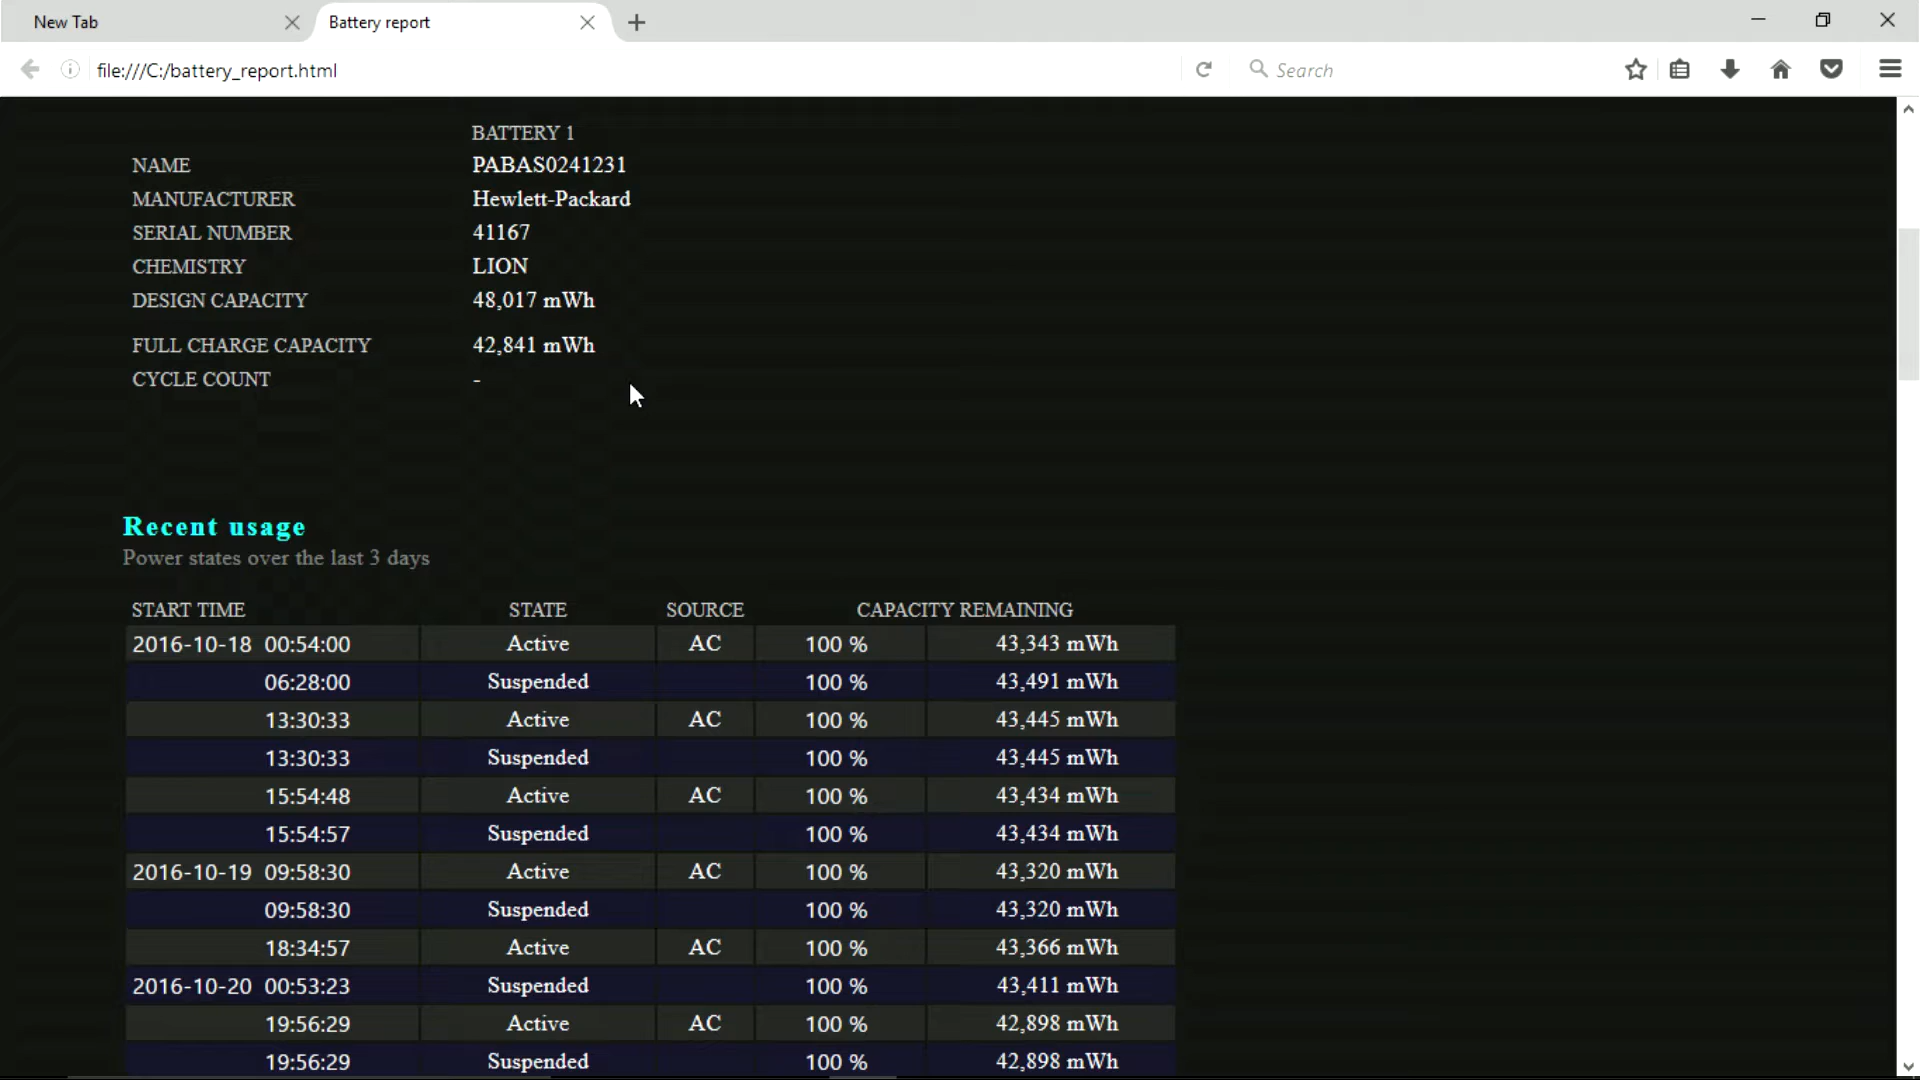 New Tab
Battery report
file:///C:/battery_report.html
Search
BATTERY 1
NAME PABAS0241231
MANUFACTURER Hewlett-Packard
SERIAL NUMBER 41167
CHEMISTRY LION
DESIGN CAPACITY 48,017 mWh
FULL CHARGE CAPACITY 42,841 mWh
CYCLE COUNT -
Recent usage
Power states over the last 3 days
START TIME STATE SOURCE CAPACITY REMAINING
2016-10-18 00:54:00 Active AC 100 % 43,343 mWh
06:28:00 Suspended 100 % 43,491 mWh
13:30:33 Active AC 100 % 43,445 mWh
13:30:33 Suspended 100 % 43,445 mWh
15:54:48 Active AC 100 % 43,434 mWh
15:54:57 Suspended 100 % 43,434 mWh
2016-10-19 09:58:30 Active AC 100 % 43,320 mWh
09:58:30 Suspended 100 % 43,320 mWh
18:34:57 Active AC 100 % 43,366 mWh
2016-10-20 00:53:23 Suspended 100 % 43,411 mWh
19:56:29 Active AC 100 % 42,898 mWh
19:56:29 Suspended 100 % 42,898 mWh